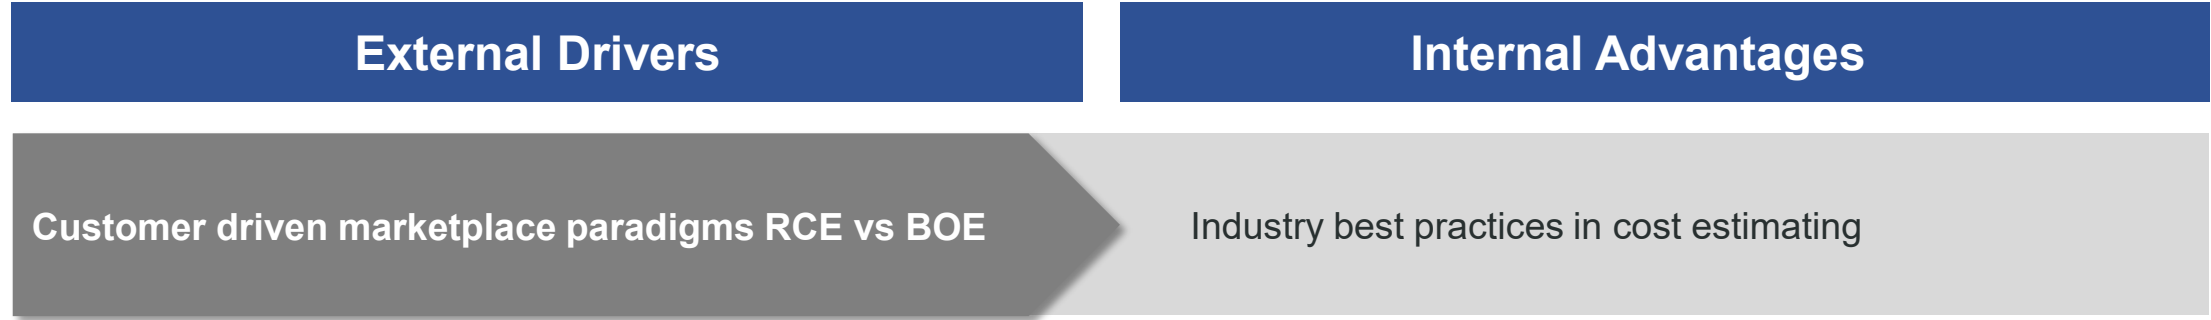 External Drivers
Internal Advantages
Customer driven marketplace paradigms RCE vs BOE
Industry best practices in cost estimating